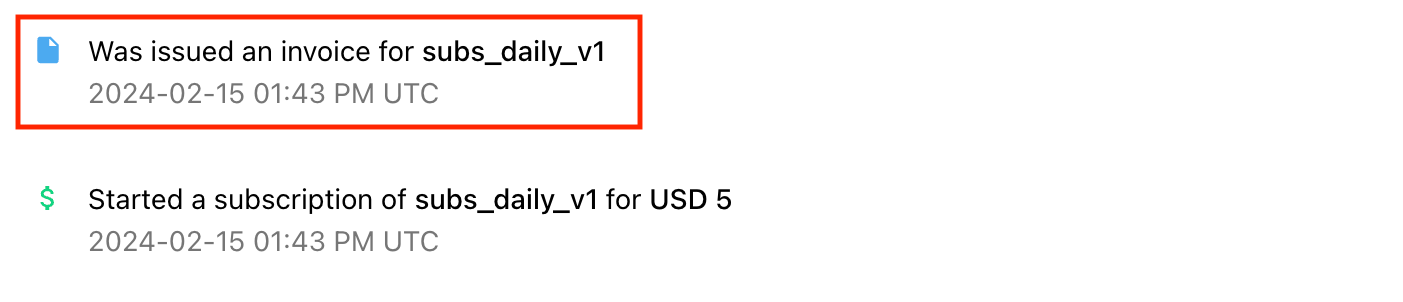 Was issued an invoice for subs_daily_v1
2024-02-15 01:43 PM UTC
$ Started a subscription of subs_daily_v1 for USD 5
2024-02-15 01:43 PM UTC